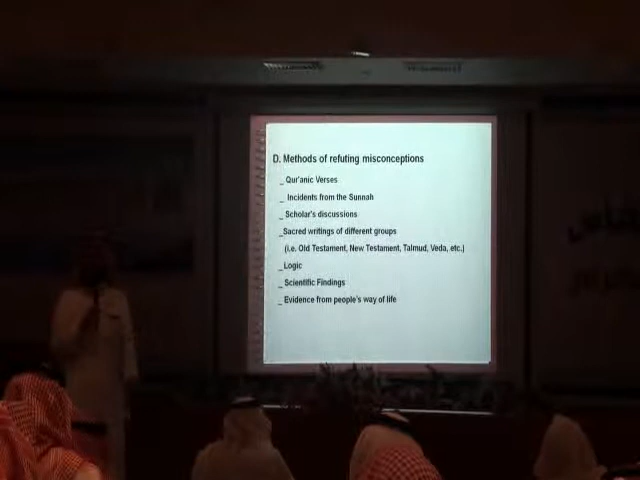 D. Methods of refuting misconceptions
_ Qur'anic Verses
_ Incidents from the Sunnah
_ Scholar's discussions
_Sacred writings of different groups
(i.e. Old Testament, New Testament, Talmud, Veda, etc.)
_Logic
_ Scientific Findings
_ Evidence from people's way of life